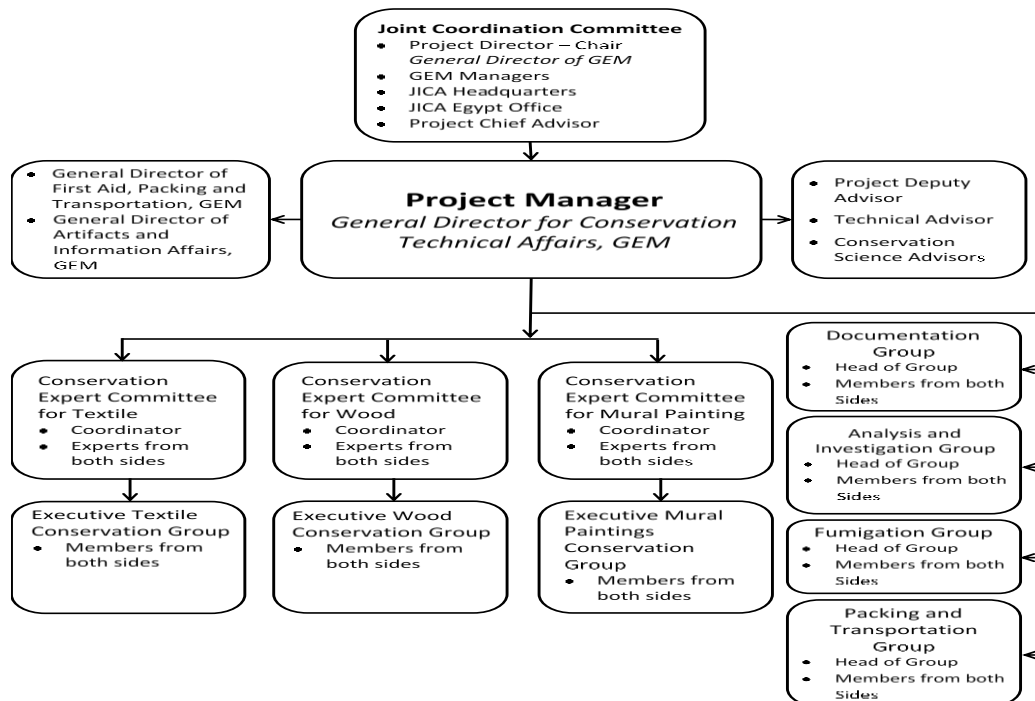 Joint Coordination Committee
• Project Director – Chair
General Director of GEM
• GEM Managers
• JICA Headquarters
• JICA Egypt Office
• Project Chief Advisor
• General Director of
First Aid, Packing and
Transportation, GEM
• General Director of
Artifacts and
Information Affairs,
GEM
Project Manager
General Director for Conservation
Technical Affairs, GEM
• Project Deputy
Advisor
• Technical Advisor
• Conservation
Science Advisors
Conservation
Expert Committee
for Textile
• Coordinator
• Experts from
both sides
Conservation
Expert Committee
for Wood
• Coordinator
• Experts from
both sides
Conservation
Expert Committee
for Mural Painting
• Coordinator
• Experts from
both sides
Executive Textile
Conservation Group
• Members from
both sides
Executive Wood
Conservation Group
• Members from
both sides
Executive Mural
Paintings
Conservation
Group
• Members from
both sides
Documentation
Group
• Head of Group
• Members from both
Sides
Analysis and
Investigation Group
• Head of Group
• Members from both
Sides
Fumigation Group
• Head of Group
• Members from both
Sides
Packing and
Transportation
Group
• Head of Group
• Members from both
Sides